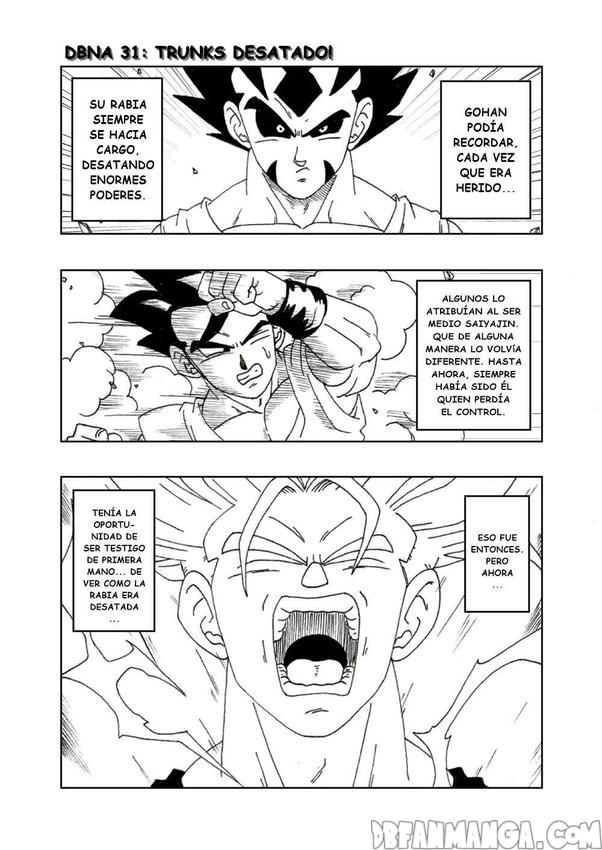 DBNA 31: TRUNKS DESATADO!
GOHAN
PODÍA
RECORDAR,
CADA VEZ
QUE ERA
HERIDO...
SU RABIA
SIEMPRE
SE HACIA
CARGO,
DESATANDO
ENORMES
PODERES.
ALGUNOS LO
ATRIBUÍAN AL SER
MEDIO SAIYAJIN.
QUE DE ALGUNA
MANERA LO VOLVÍA
DIFERENTE. HASTA
AHORA, SIEMPRE
HABÍA SIDO ÉL
QUIEN PERDÍA
EL CONTROL.
ESO FUE
ENTONCES.
PERO
AHORA
...
TENÍA LA
OPORTU-
NIDAD DE
SER TESTIGO
DE PRIMERA
MANO... DE
VER COMO LA
RABIA ERA
DESATADA
...
DBFANMANGA.COM